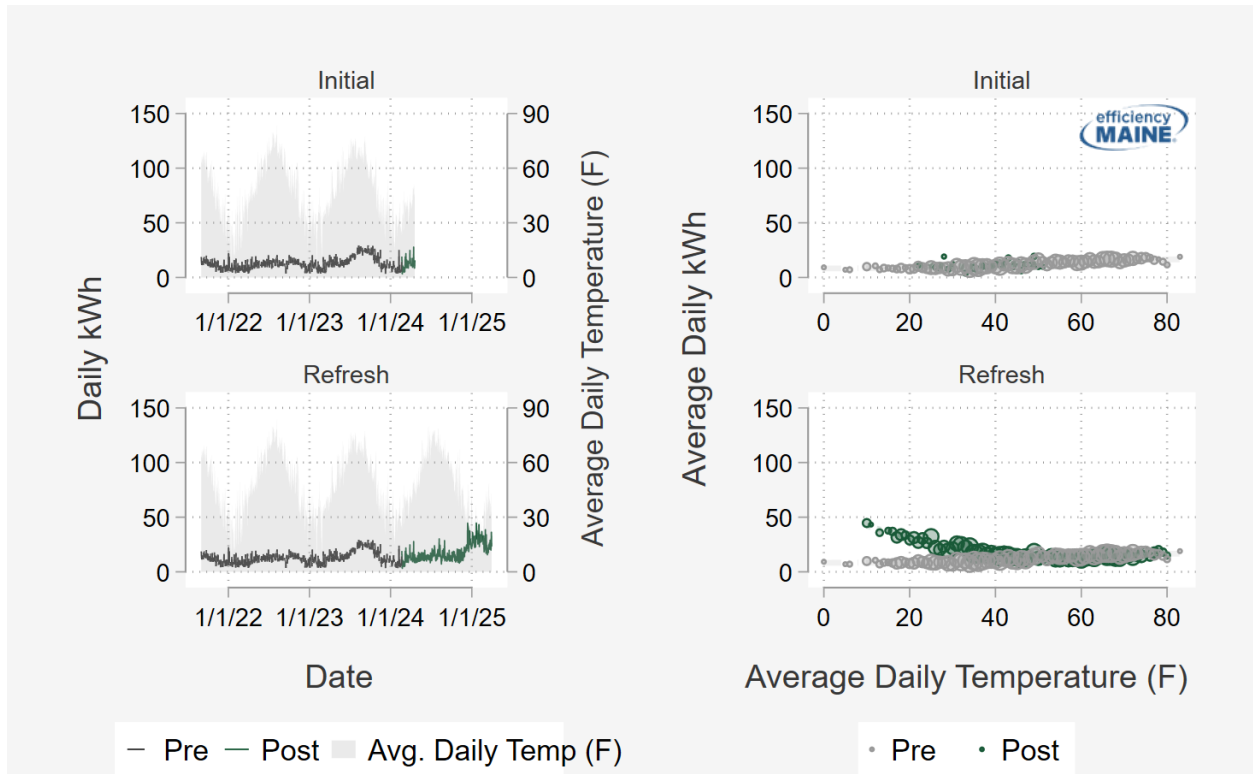 Initial
150
100
50
0
90
60
30
0
1/1/22 1/1/23 1/1/24 1/1/25
Refresh
150
100
50
0
90
60
30
0
1/1/22 1/1/23 1/1/24 1/1/25
Daily kWh
Average Daily Temperature (F)
Date
Pre Post Avg. Daily Temp (F)
Initial
efficiency
MAINE
150
100
50
0
0 20 40 60 80
Refresh
150
100
50
0
0 20 40 60 80
Average Daily kWh
Average Daily Temperature (F)
Pre Post